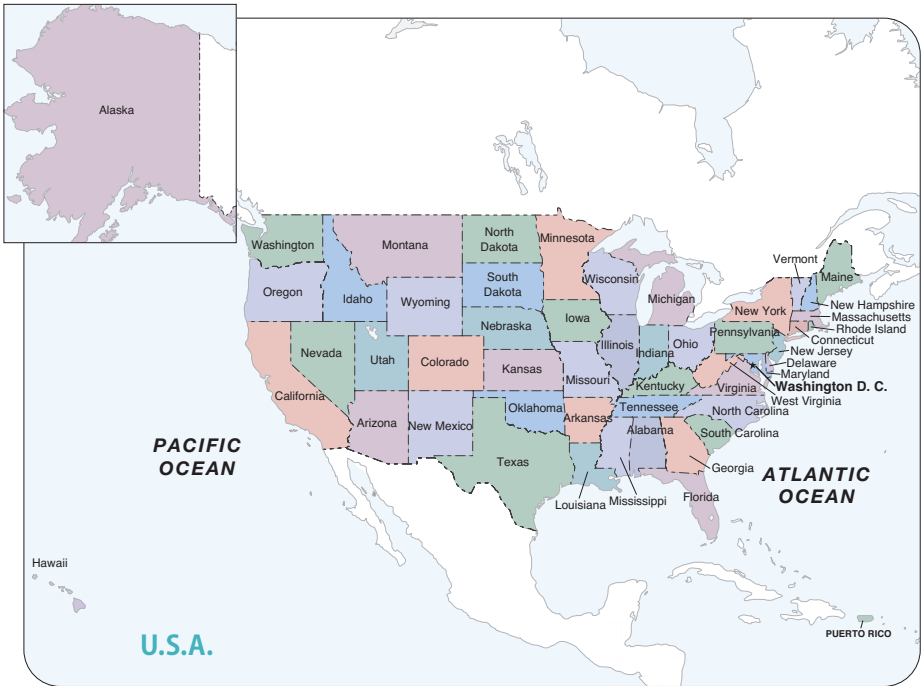 Alaska
Washington
Montana
North
Dakota
Minnesota
Vermont
Maine
Oregon
Idaho
Wyoming
South
Dakota
Wisconsin
Michigan
New York
New Hampshire
Massachusetts
Rhode Island
Connecticut
Nebraska
Iowa
Pennsylvania
New Jersey
Delaware
Maryland
Washington D. C.
West Virginia
Nevada
Utah
Colorado
Kansas
Illinois
Indiana
Ohio
Missouri
Kentucky
Virginia
California
Arizona
New Mexico
Oklahoma
Arkansas
Tennessee
North Carolina
South Carolina
Alabama
Texas
Georgia
Louisiana
Mississippi
Florida
PACIFIC
OCEAN
ATLANTIC
OCEAN
Hawaii
PUERTO RICO
U.S.A.